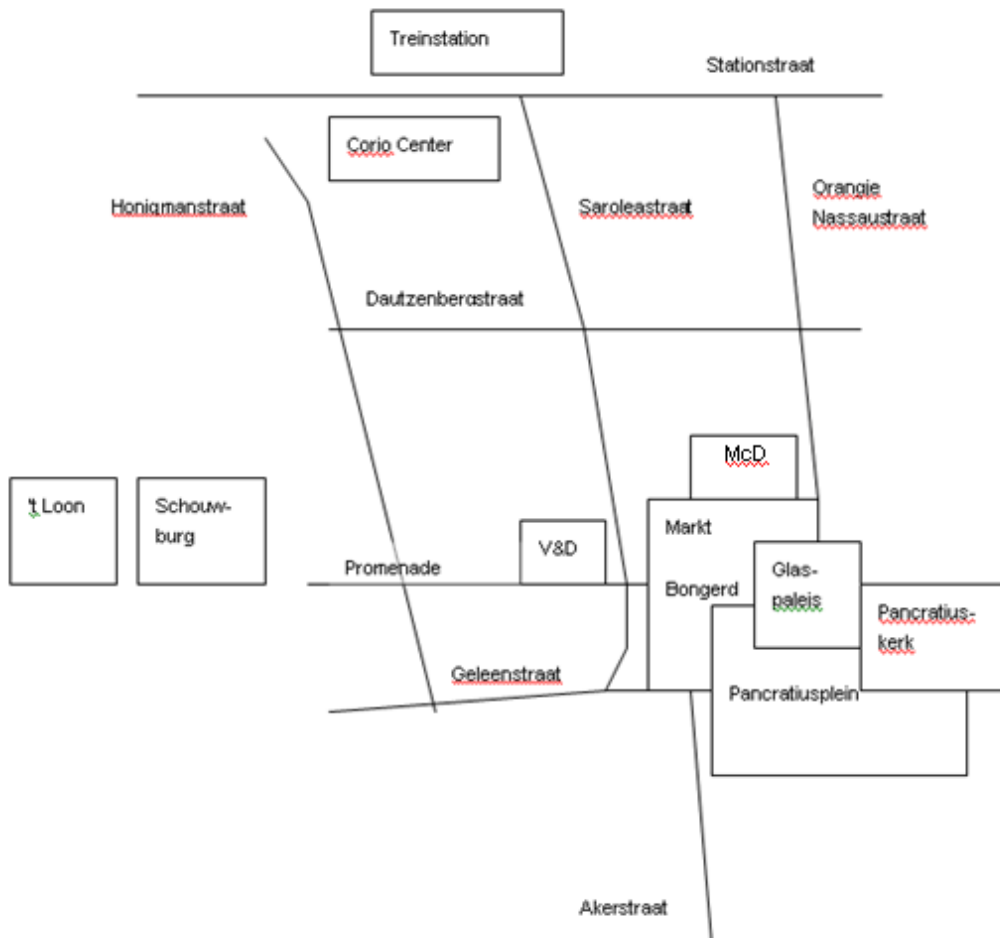 Treinstation
Stationstraat
Corio Center
Honigmanstraat
Saroleastraat
Orangie
Nassaustraat
Dautzenbergstraat
McD
't Loon
Schouw-
burg
V&D
Markt
Promenade
Bongerd
Glas-
paleis
Pancratius-
kerk
Geleenstraat
Pancratiusplein
Akerstraat